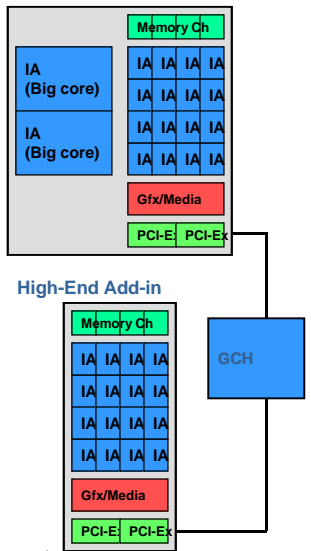 Memory Ch
IA
(Big core)
IA
(Big core)
IA IA IA IA
IA IA IA IA
IA IA IA IA
IA IA IA IA
Gfx/Media
PCI-Ex PCI-Ex
High-End Add-in
Memory Ch
IA IA IA IA
IA IA IA IA
IA IA IA IA
IA IA IA IA
Gfx/Media
PCI-E PCI-Ex
GCH